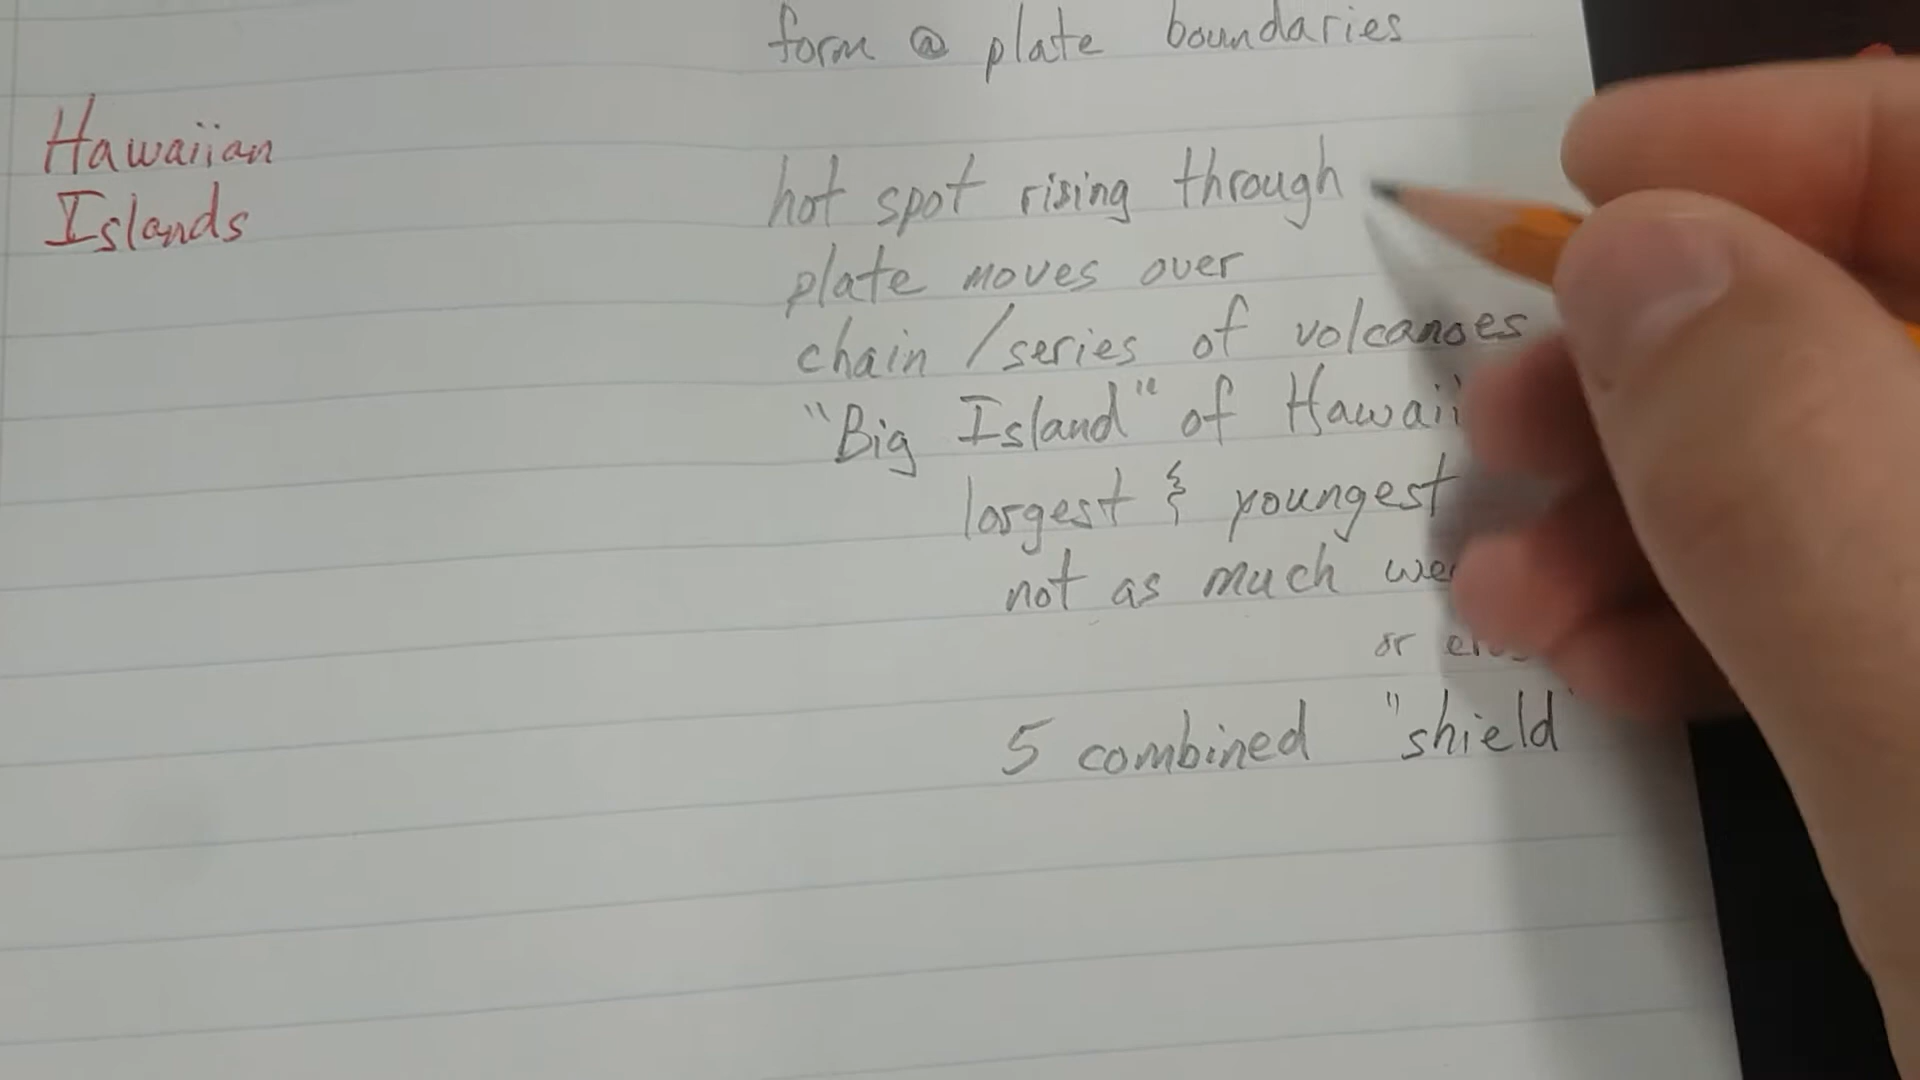 form @ plate boundaries
Hawaiian
Islands
hot spot rising through
plate moves over
chain / series of volcanoes
"Big Island" of Hawaii
largest & youngest
not as much
or
5 combined "shield"